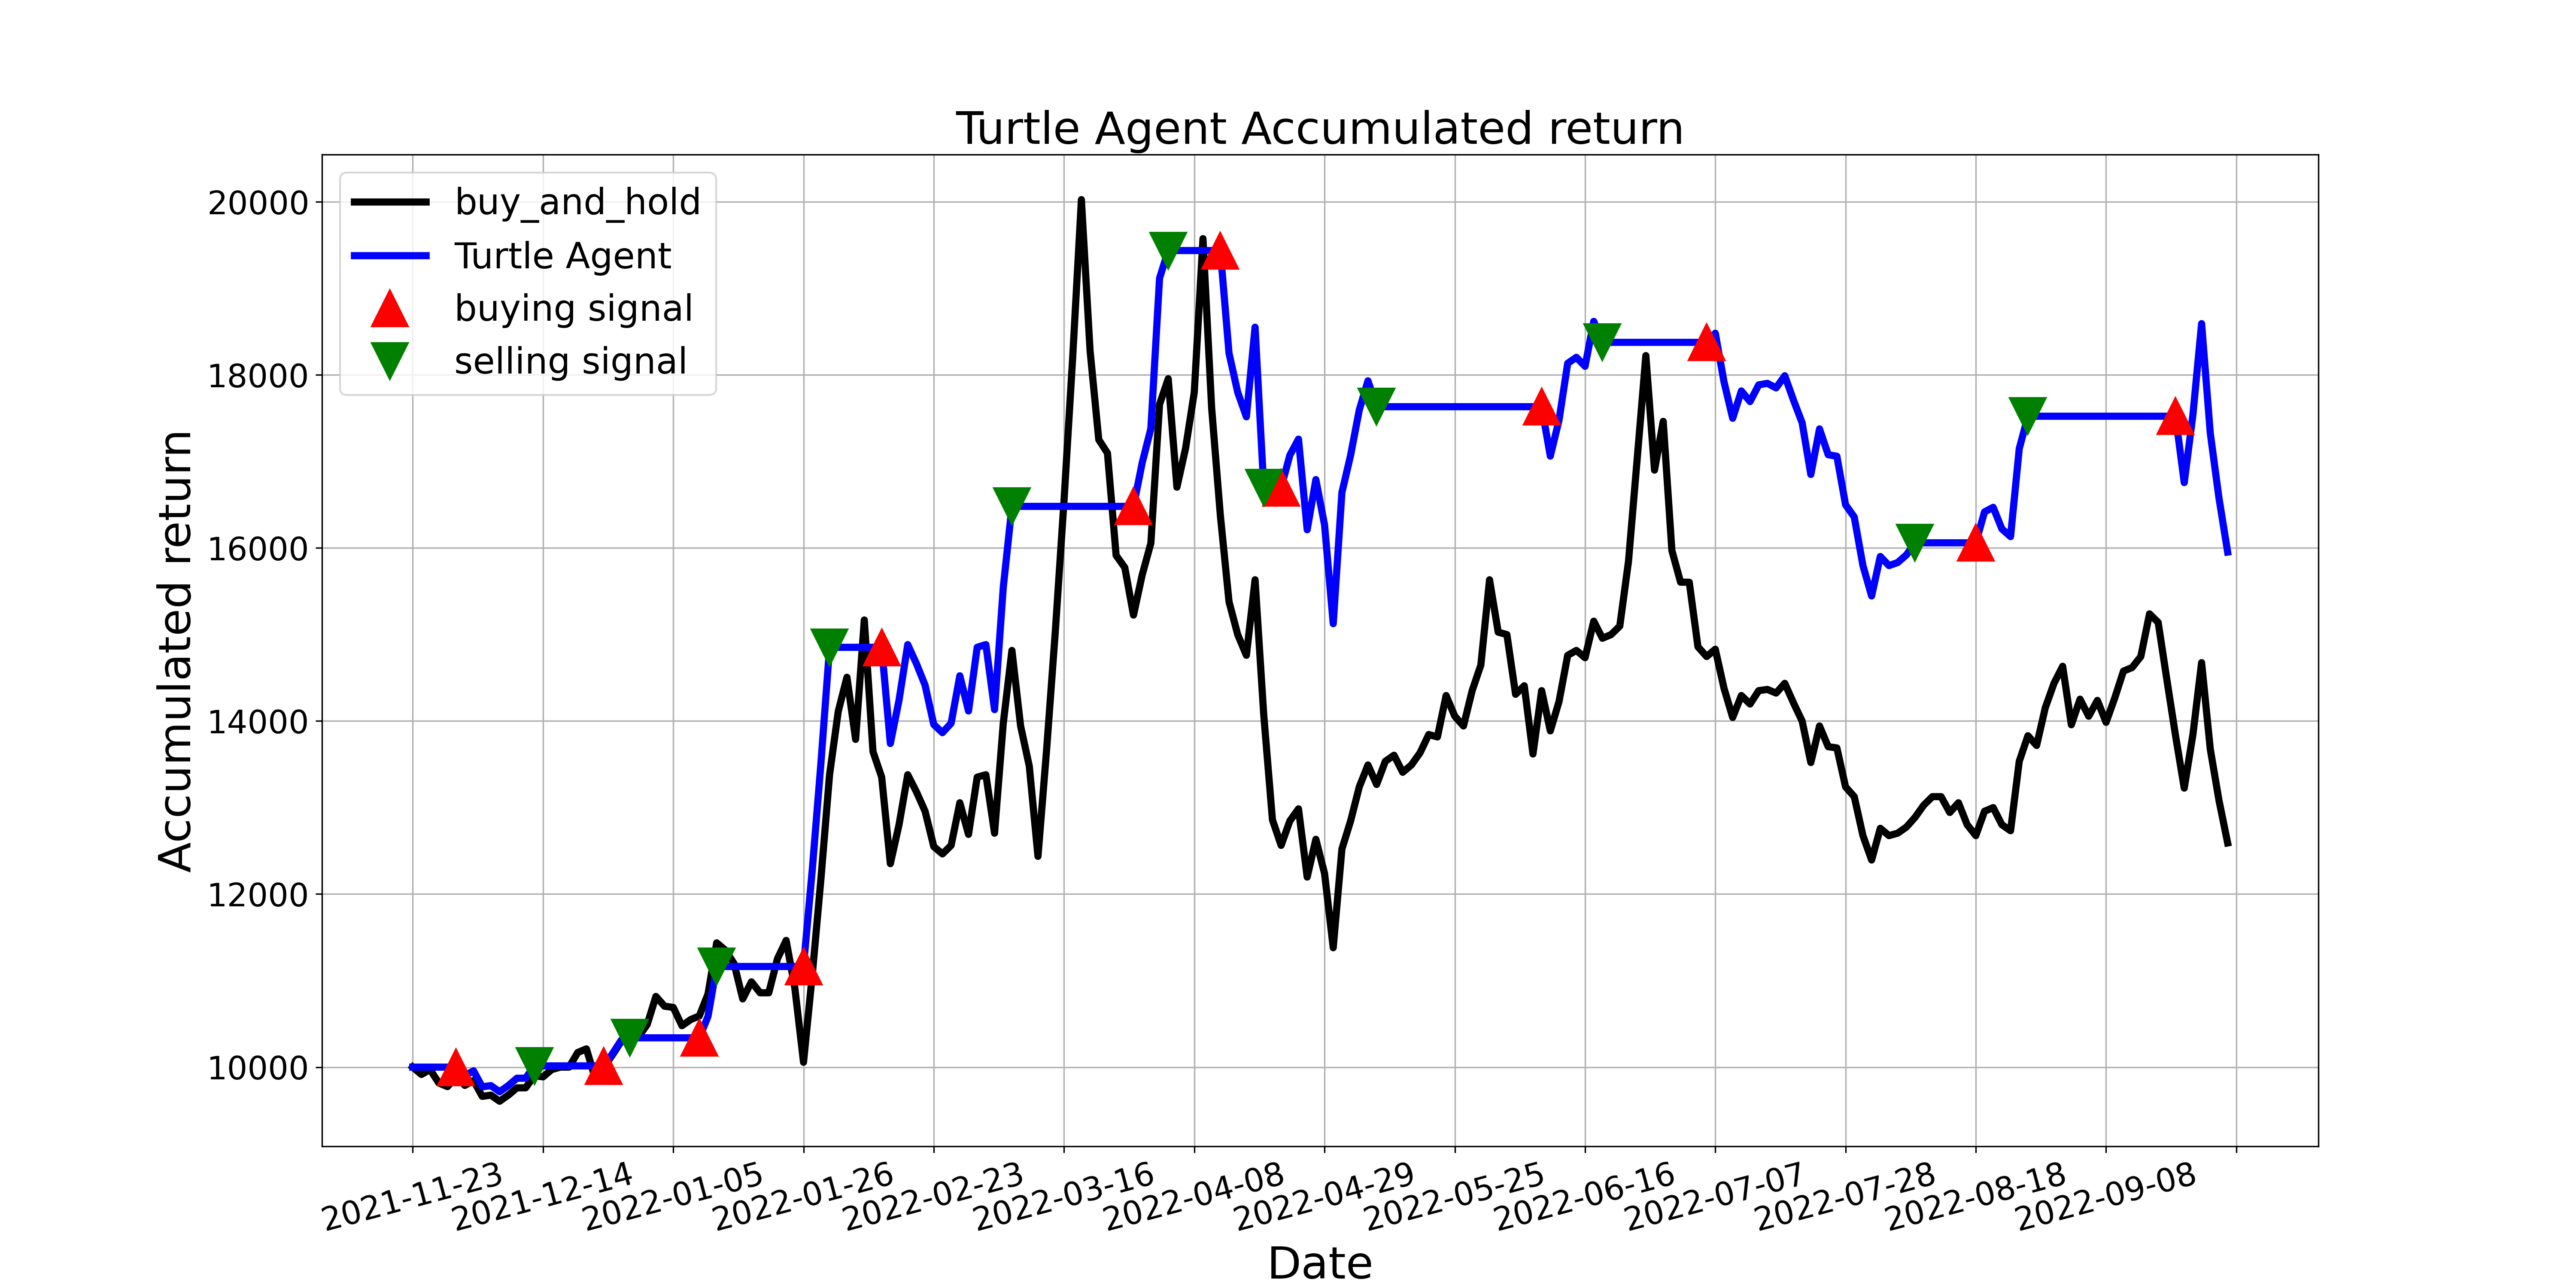 Turtle Agent Accumulated return
buy_and_hold
Turtle Agent
buying signal
selling signal
20000
18000
16000
14000
12000
10000
Accumulated return
2021-11-23
2021-12-14
2022-01-05
2022-01-26
2022-02-23
2022-03-16
2022-04-08
2022-04-29
2022-05-25
2022-06-16
2022-07-07
2022-07-28
2022-08-18
2022-09-08
Date